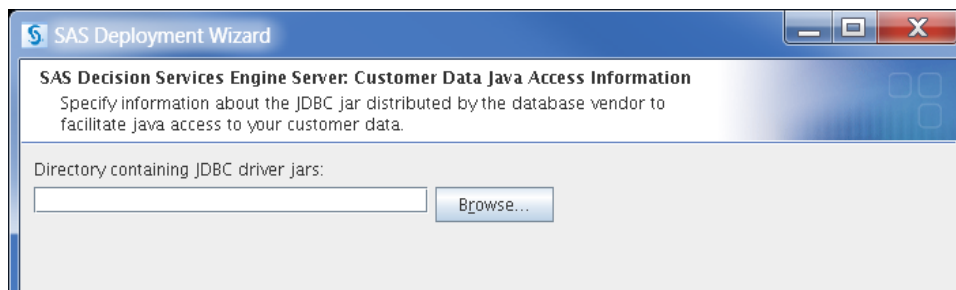 SAS Deployment Wizard
SAS Decision Services Engine Server: Customer Data Java Access Information
Specify information about the JDBC jar distributed by the database vendor to
facilitate java access to your customer data.
Directory containing JDBC driver jars:
Browse...